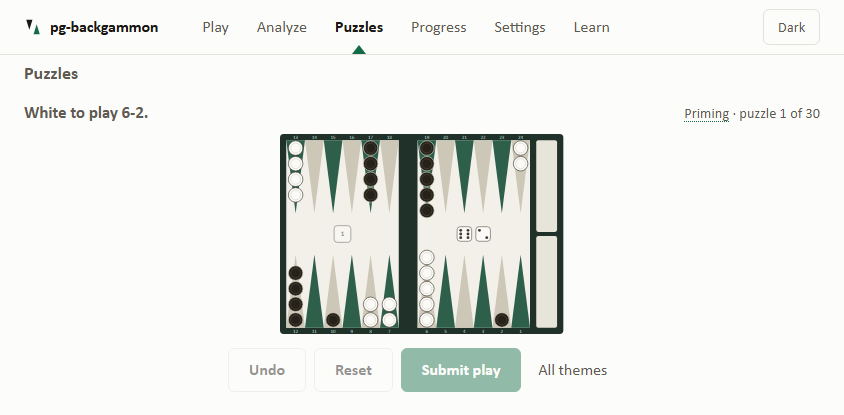 pg-backgammon Play Analyze Puzzles Progress Settings Learn Dark
Puzzles
White to play 6-2.
Priming · puzzle 1 of 30
1
Undo Reset Submit play All themes